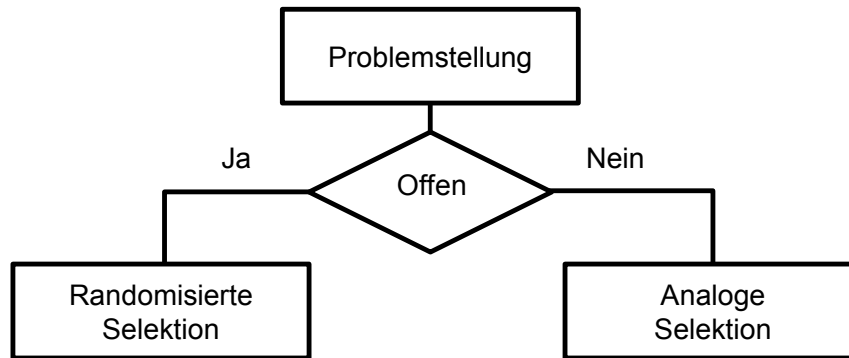 Problemstellung
Ja
Nein
Offen
Randomisierte
Selektion
Analoge
Selektion